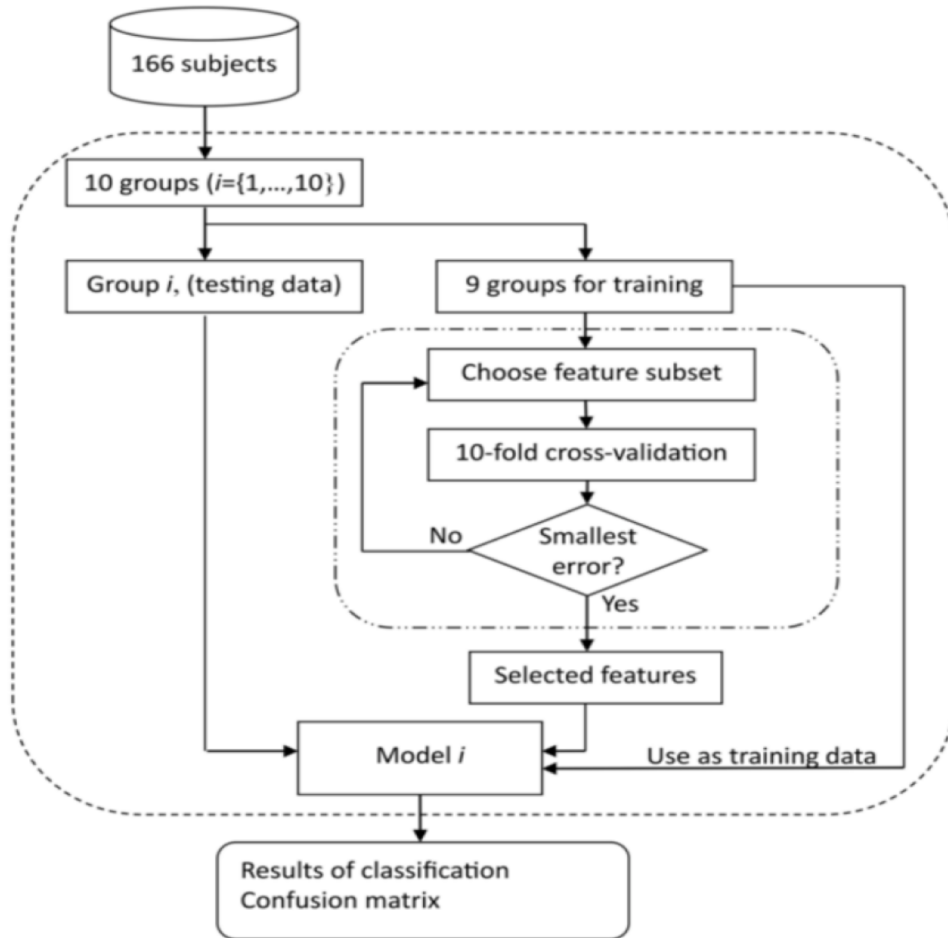 166 subjects
10 groups (i={1,...,10})
Group i, (testing data)
9 groups for training
Choose feature subset
10-fold cross-validation
No
Smallest
error?
Yes
Selected features
Model i
Use as training data
Results of classification
Confusion matrix